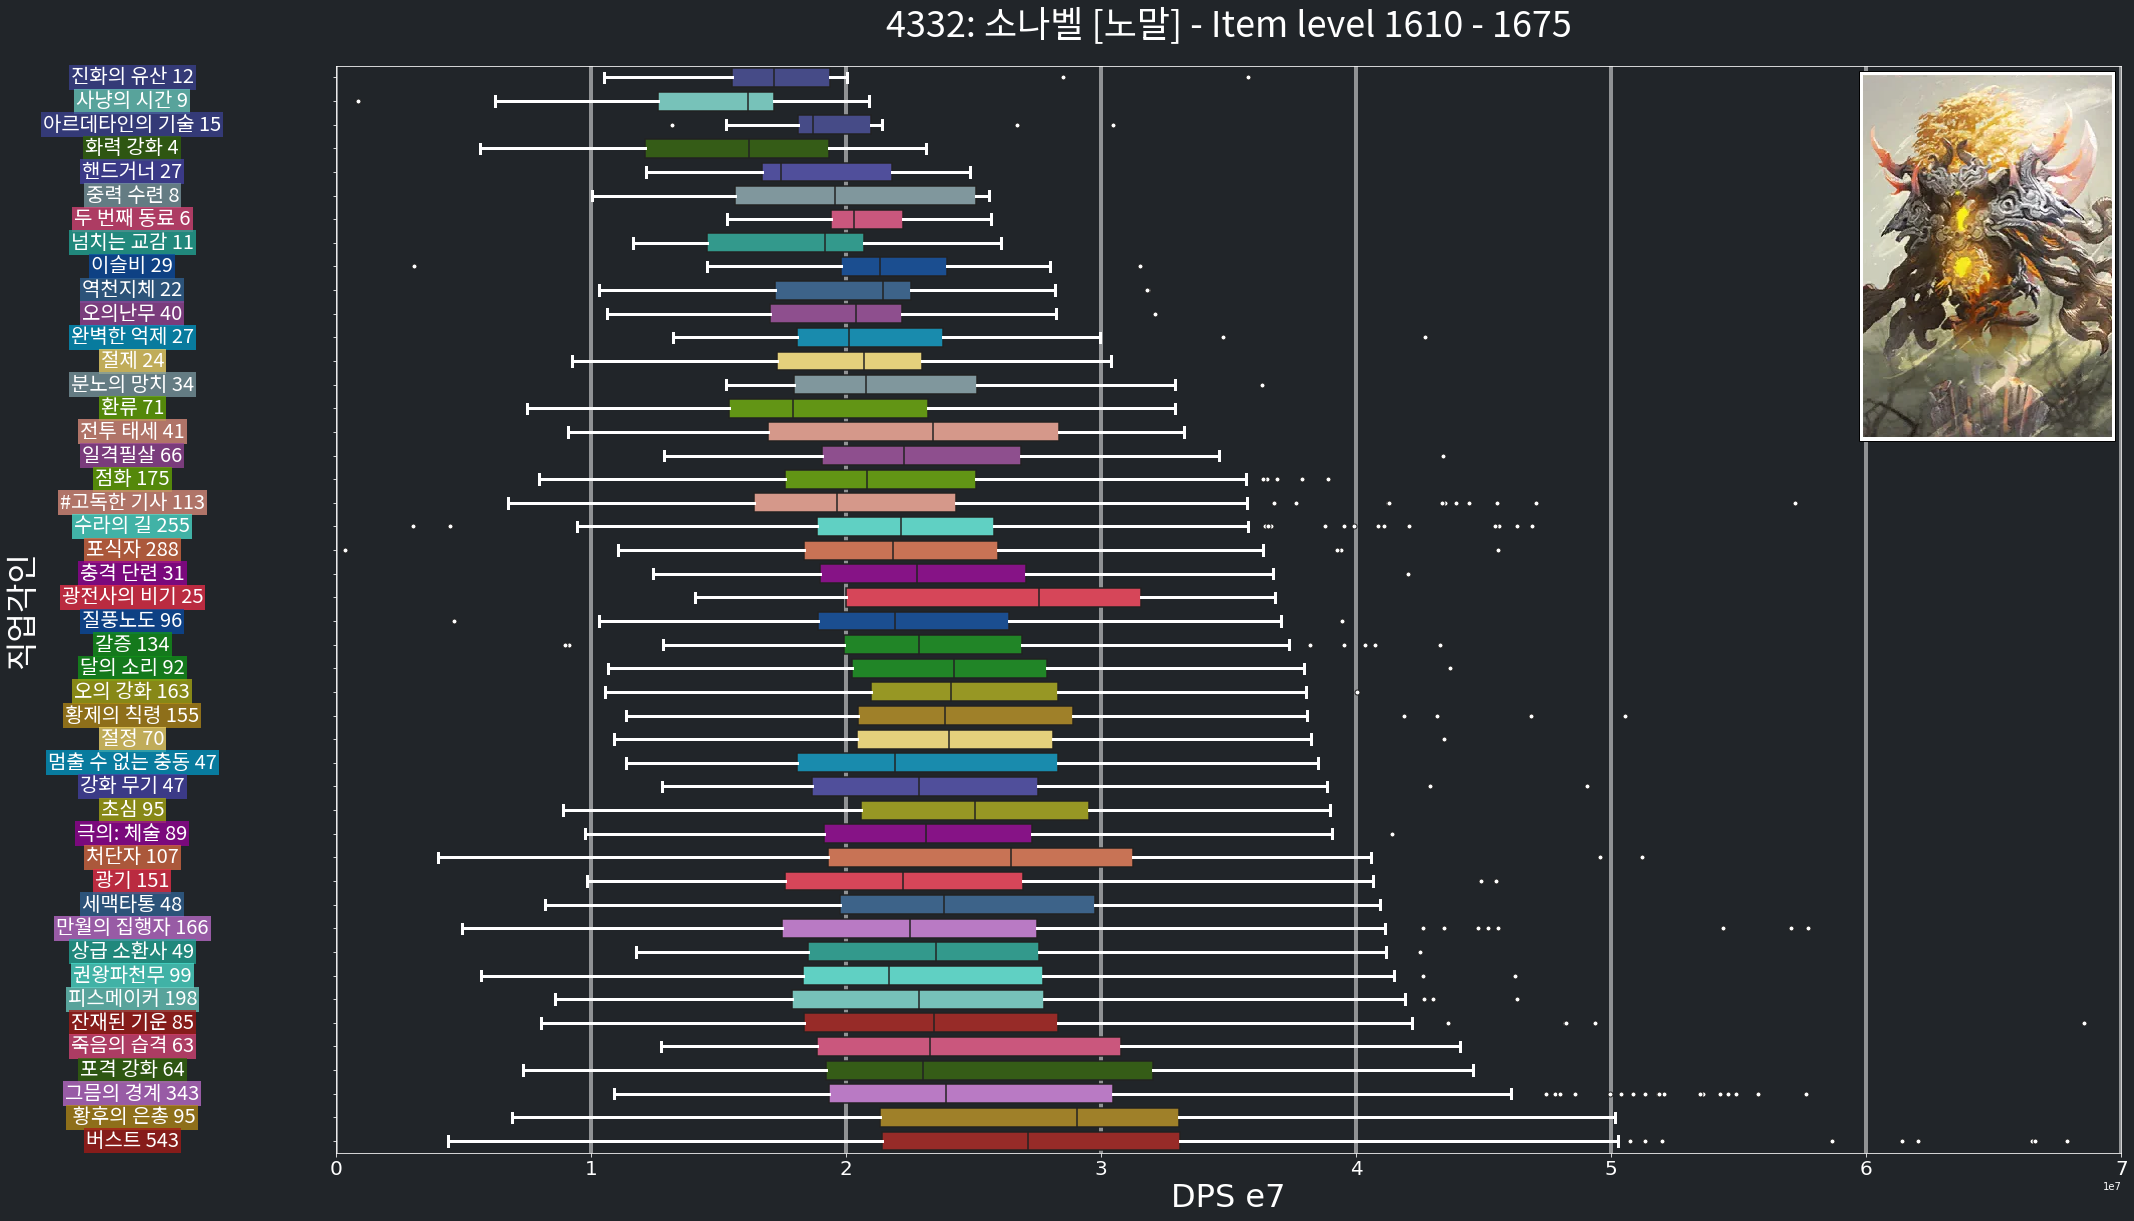 4332: 소나벨 [노말] - Item level 1610 - 1675
진화의 유산 12
사냥의 시간 9
아르데타인의 기술 15
화력 강화 4
핸드거너 27
중력 수련 8
두 번째 동료 6
넘치는 교감 11
이슬비 29
역천지체 22
오의난무 40
완벽한 억제 27
절제 24
분노의 망치 34
환류 71
전투 태세 41
일격필살 66
점화 175
#고독한 기사 113
수라의 길 255
포식자 288
충격 단련 31
광전사의 비기 25
질풍노도 96
갈증 134
달의 소리 92
오의 강화 163
황제의 칙령 155
절정 70
멈출 수 없는 충동 47
강화 무기 47
초심 95
극의: 체술 89
처단자 107
광기 151
세맥타통 48
만월의 집행자 166
상급 소환사 49
권왕파천무 99
피스메이커 198
잔재된 기운 85
죽음의 습격 63
포격 강화 64
그믐의 경계 343
황후의 은총 95
버스트 543
직업각인
0 1 2 3 4 5 6 7
1e7
DPS e7